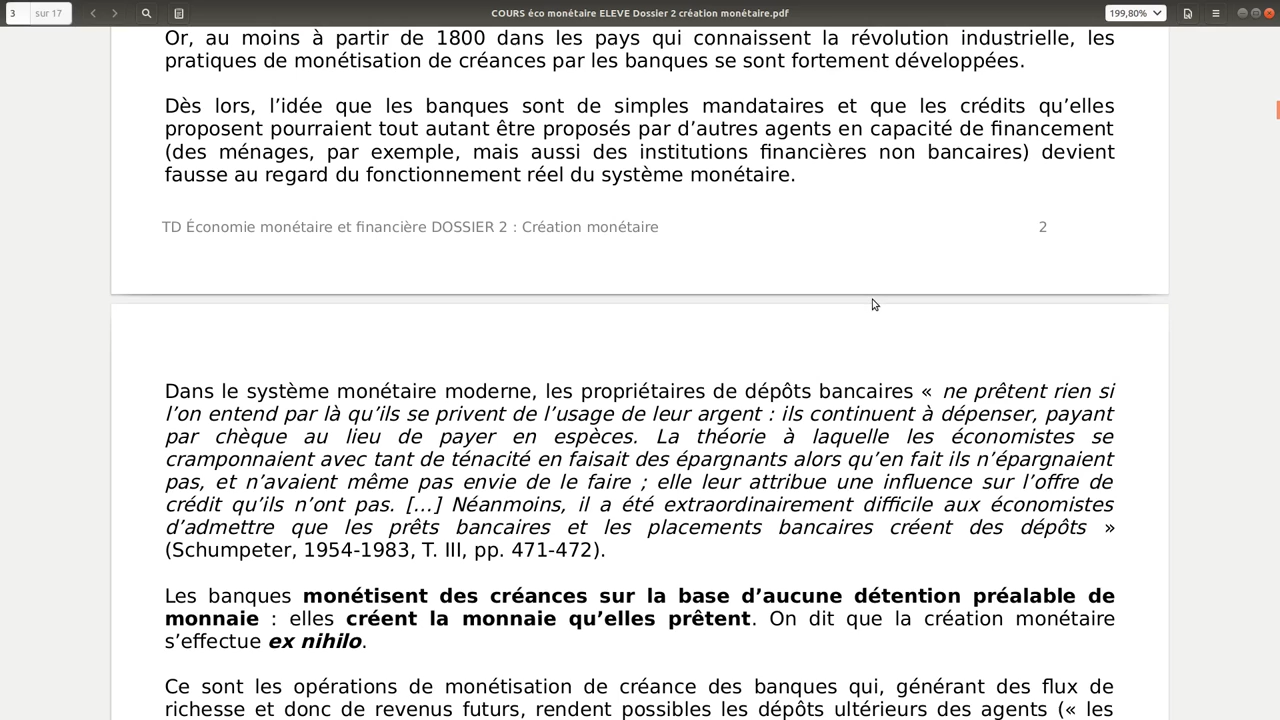 3 sur 17 COURS éco monétaire ELEVE Dossier 2 création monétaire.pdf 199,80%
Or, au moins à partir de 1800 dans les pays qui connaissent la révolution industrielle, les
pratiques de monétisation de créances par les banques se sont fortement développées.
Dès lors, l’idée que les banques sont de simples mandataires et que les crédits qu’elles
proposent pourraient tout autant être proposés par d’autres agents en capacité de financement
(des ménages, par exemple, mais aussi des institutions financières non bancaires) devient
fausse au regard du fonctionnement réel du système monétaire.
TD Économie monétaire et financière DOSSIER 2 : Création monétaire 2
Dans le système monétaire moderne, les propriétaires de dépôts bancaires « ne prêtent rien si
l’on entend par là qu’ils se privent de l’usage de leur argent : ils continuent à dépenser, payant
par chèque au lieu de payer en espèces. La théorie à laquelle les économistes se
cramponnaient avec tant de ténacité en faisait des épargnants alors qu’en fait ils n’épargnaient
pas, et n’avaient même pas envie de le faire ; elle leur attribue une influence sur l’offre de
crédit qu’ils n’ont pas. [...] Néanmoins, il a été extraordinairement difficile aux économistes
d’admettre que les prêts bancaires et les placements bancaires créent des dépôts »
(Schumpeter, 1954-1983, T. III, pp. 471-472).
Les banques monétisent des créances sur la base d’aucune détention préalable de
monnaie : elles créent la monnaie qu’elles prêtent. On dit que la création monétaire
s’effectue ex nihilo.
Ce sont les opérations de monétisation de créance des banques qui, générant des flux de
richesse et donc de revenus futurs, rendent possibles les dépôts ultérieurs des agents (« les